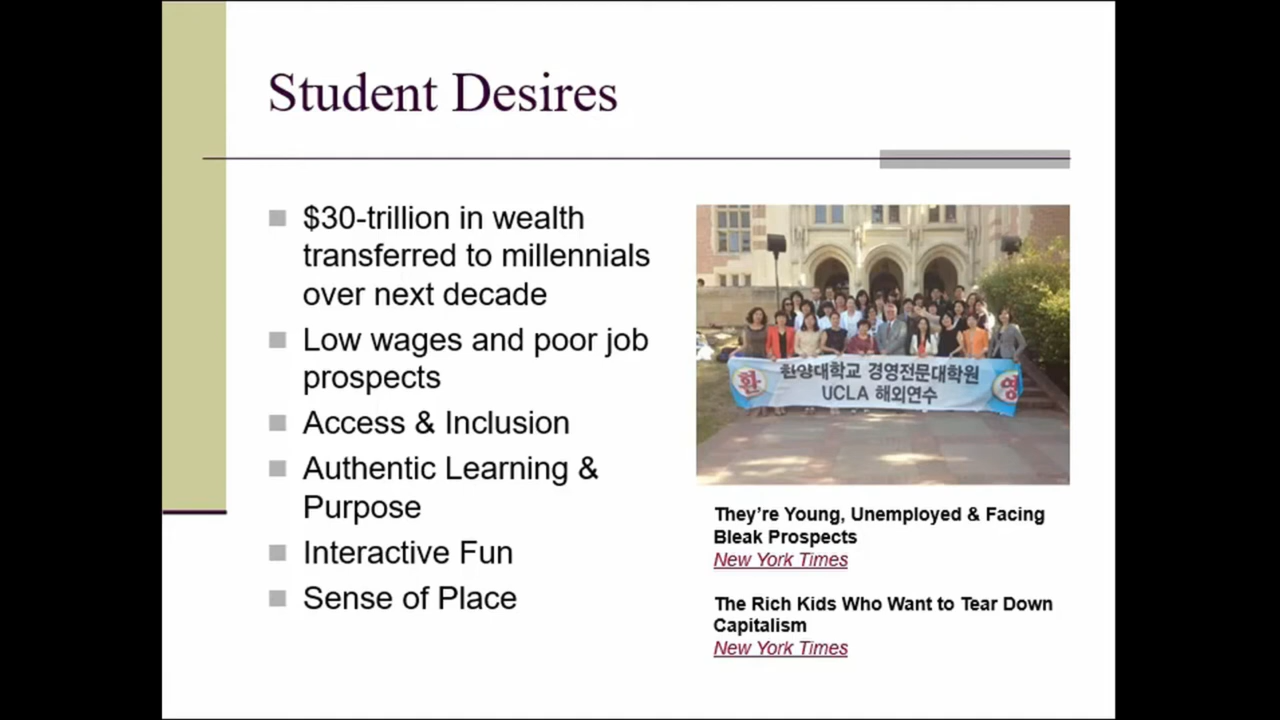 Student Desires
$30-trillion in wealth
transferred to millennials
over next decade
Low wages and poor job
prospects
Access & Inclusion
Authentic Learning &
Purpose
Interactive Fun
Sense of Place
환 한양대학교 경영전문대학원 영
UCLA 해외연수
They’re Young, Unemployed & Facing
Bleak Prospects
New York Times
The Rich Kids Who Want to Tear Down
Capitalism
New York Times